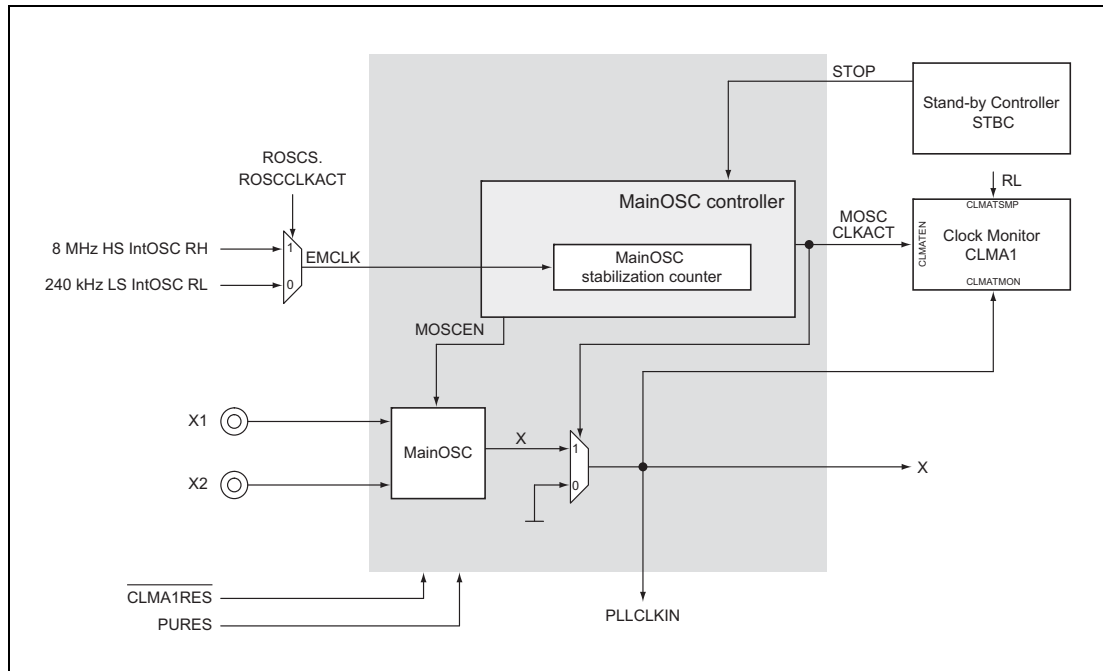 STOP
Stand-by Controller
STBC
ROSCS.
ROSCCLKACT
RL
MainOSC controller
MOSC
CLKACT
CLMATSMP
CLMATEN
Clock Monitor
CLMA1
CLMATMON
8 MHz HS IntOSC RH
1
EMCLK
MainOSC
stabilization counter
240 kHz LS IntOSC RL
0
MOSCEN
X1
MainOSC
X
1
X
X2
0
CLMA1RES
PURES
PLLCLKIN